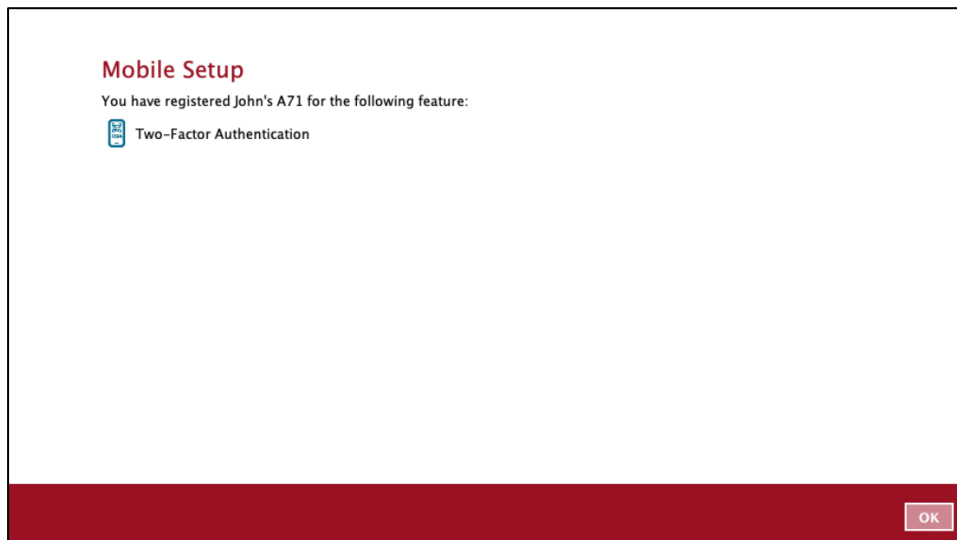 Mobile Setup
You have registered John's A71 for the following feature:
Two-Factor Authentication
OK